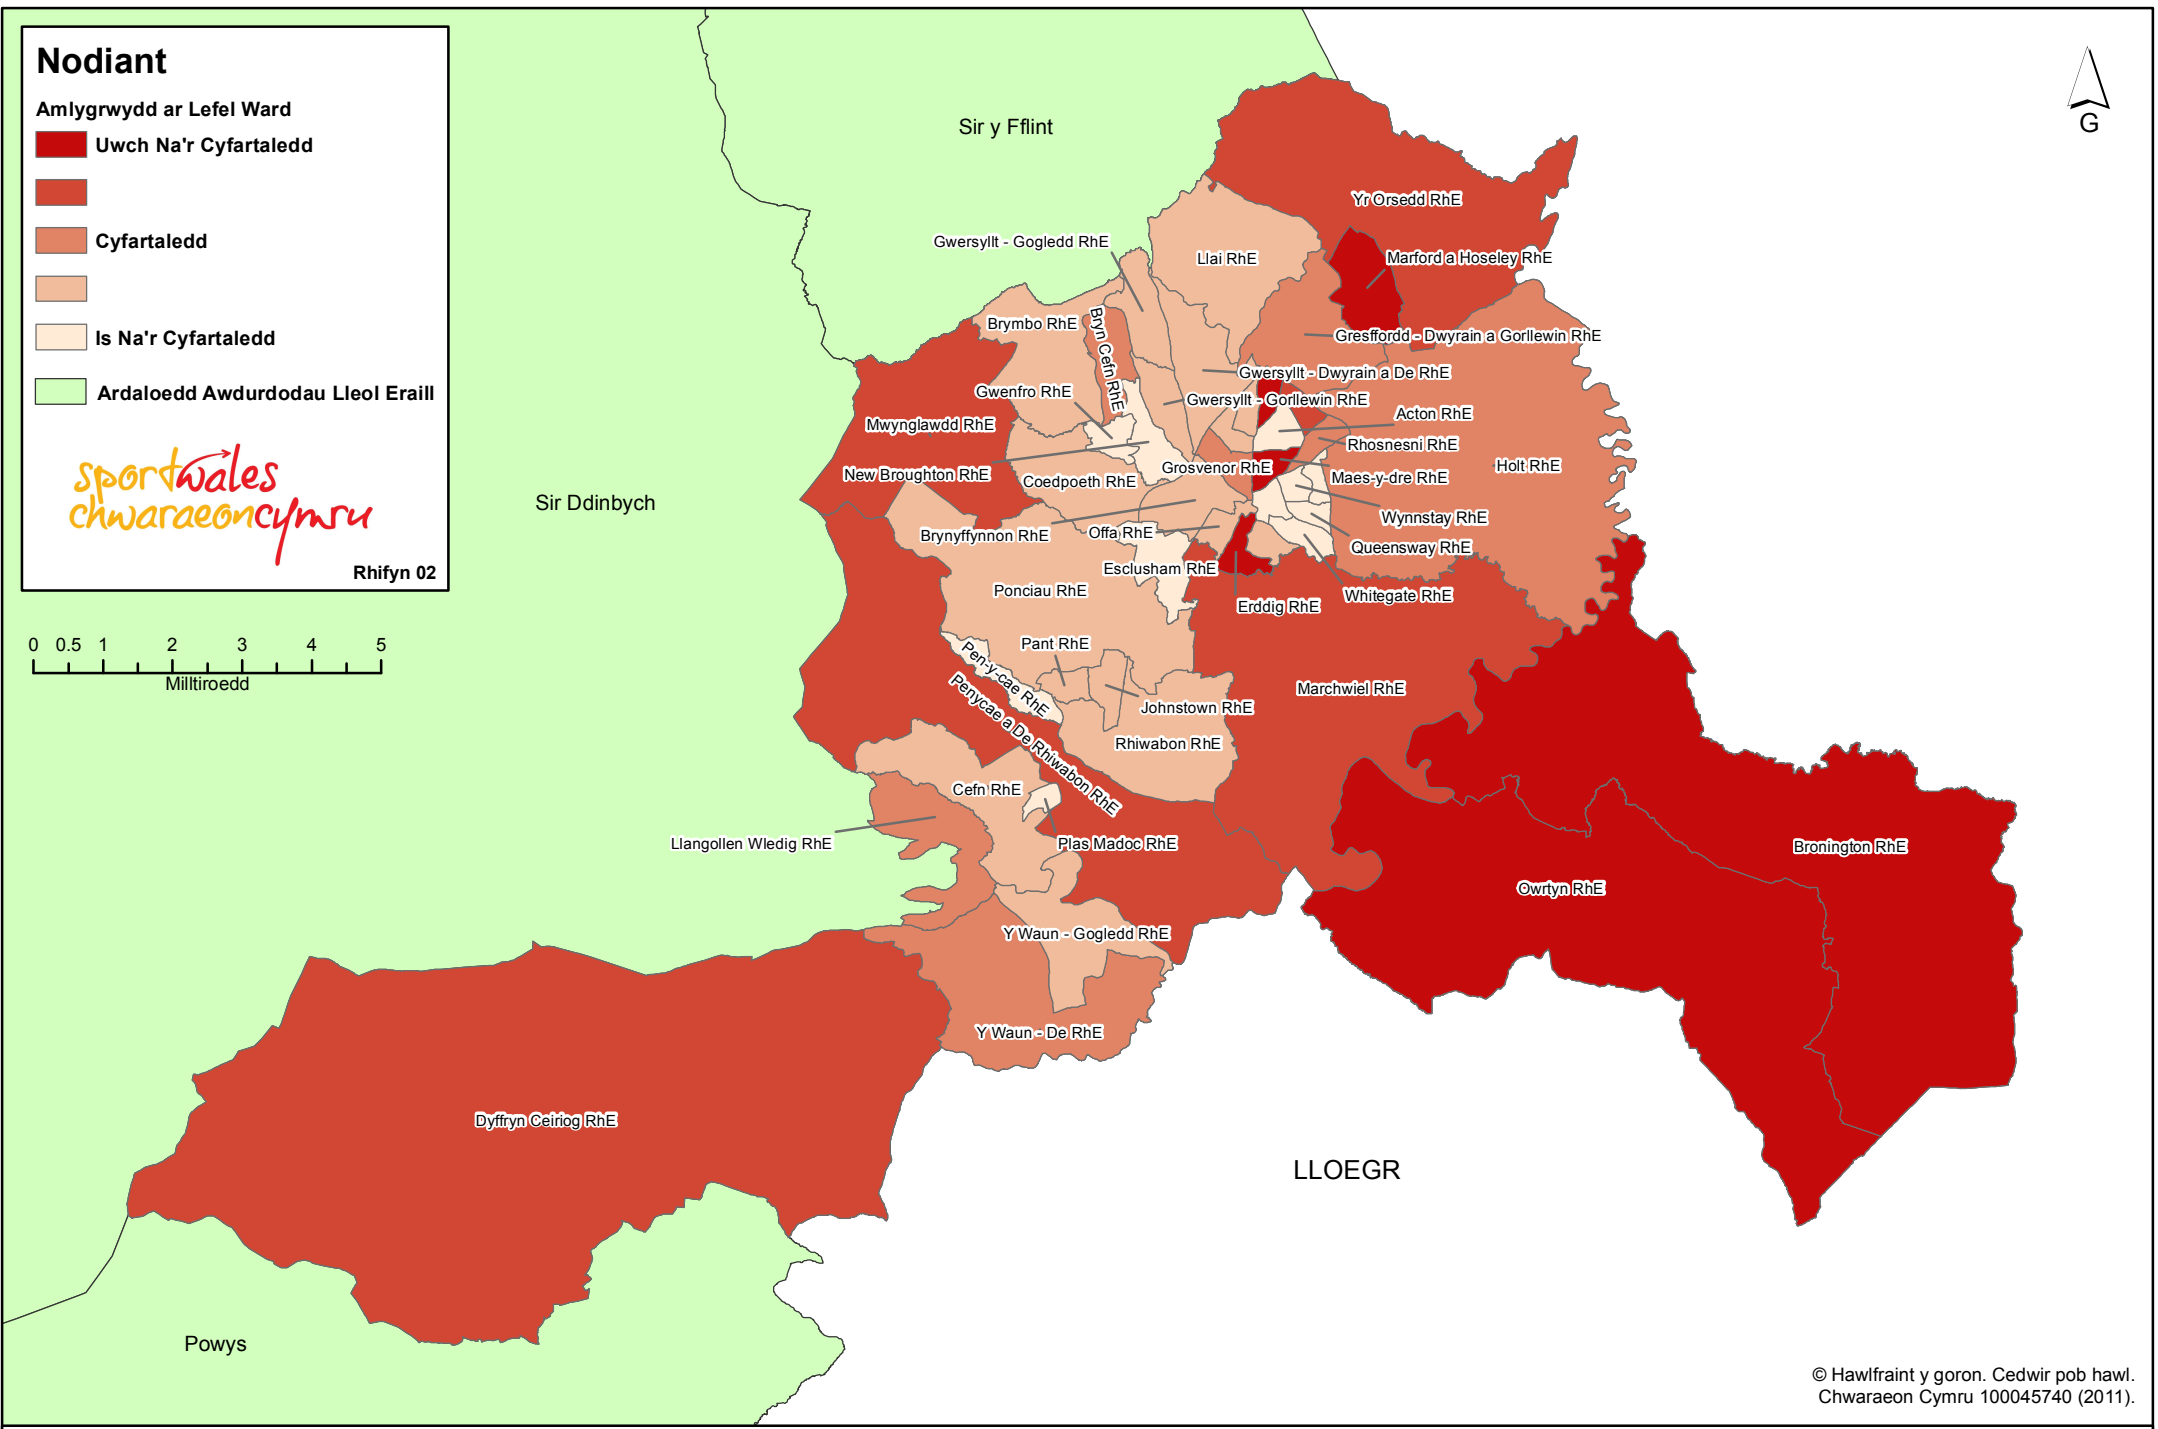 Nodiant
Amlygrwydd ar Lefel Ward
Uwch Na'r Cyfartaledd
Cyfartaledd
Is Na'r Cyfartaledd
Ardaloedd Awdurdodau Lleol Eraill
sportwales
chwaraeoncymru
Rhifyn 02
0 0.5 1 2 3 4 5
Milltiroedd
G
Sir y Fflint
Yr Orsedd RhE
Gwersyllt - Gogledd RhE
Llai RhE
Marford a Hoseley RhE
Brymbo RhE
Bryn Cefn RhE
Gresffordd - Dwyrain a Gorllewin RhE
Gwersyllt - Dwyrain a De RhE
Gwenfro RhE
Gwersyllt - Gorllewin RhE
Acton RhE
Mwynglawdd RhE
Rhosnesni RhE
New Broughton RhE
Grosvenor RhE
Holt RhE
Coedpoeth RhE
Maes-y-dre RhE
Sir Ddinbych
Wynnstay RhE
Brynyffynnon RhE
Offa RhE
Queensway RhE
Esclusham RhE
Ponciau RhE
Whitegate RhE
Erddig RhE
Pant RhE
Pen-y-cae RhE
Marchwiel RhE
Johnstown RhE
Penycae a De Rhiwabon RhE
Rhiwabon RhE
Cefn RhE
Llangollen Wledig RhE
Plas Madoc RhE
Bronington RhE
Owrtyn RhE
Y Waun - Gogledd RhE
Y Waun - De RhE
Dyffryn Ceiriog RhE
LLOEGR
Powys
© Hawlfraint y goron. Cedwir pob hawl.
Chwaraeon Cymru 100045740 (2011).